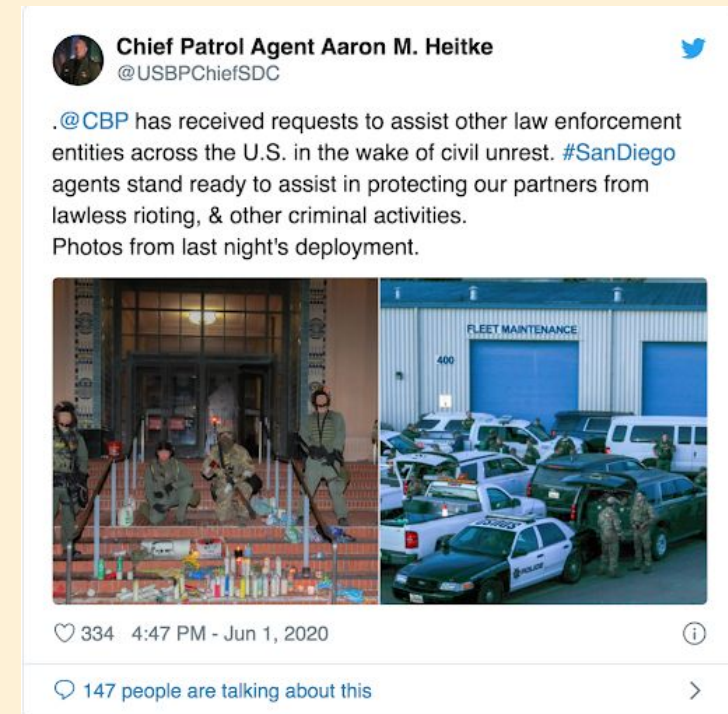 Chief Patrol Agent Aaron M. Heitke
@USBPChiefSDC
.@CBP has received requests to assist other law enforcement
entities across the U.S. in the wake of civil unrest. #SanDiego
agents stand ready to assist in protecting our partners from
lawless rioting, & other criminal activities.
Photos from last night's deployment.
FLEET MAINTENANCE
400
POLICE
334 4:47 PM - Jun 1, 2020
147 people are talking about this